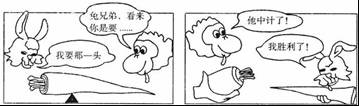 兔兄弟，看来
你是要……
我要那一头
他中计了！
我胜利了！